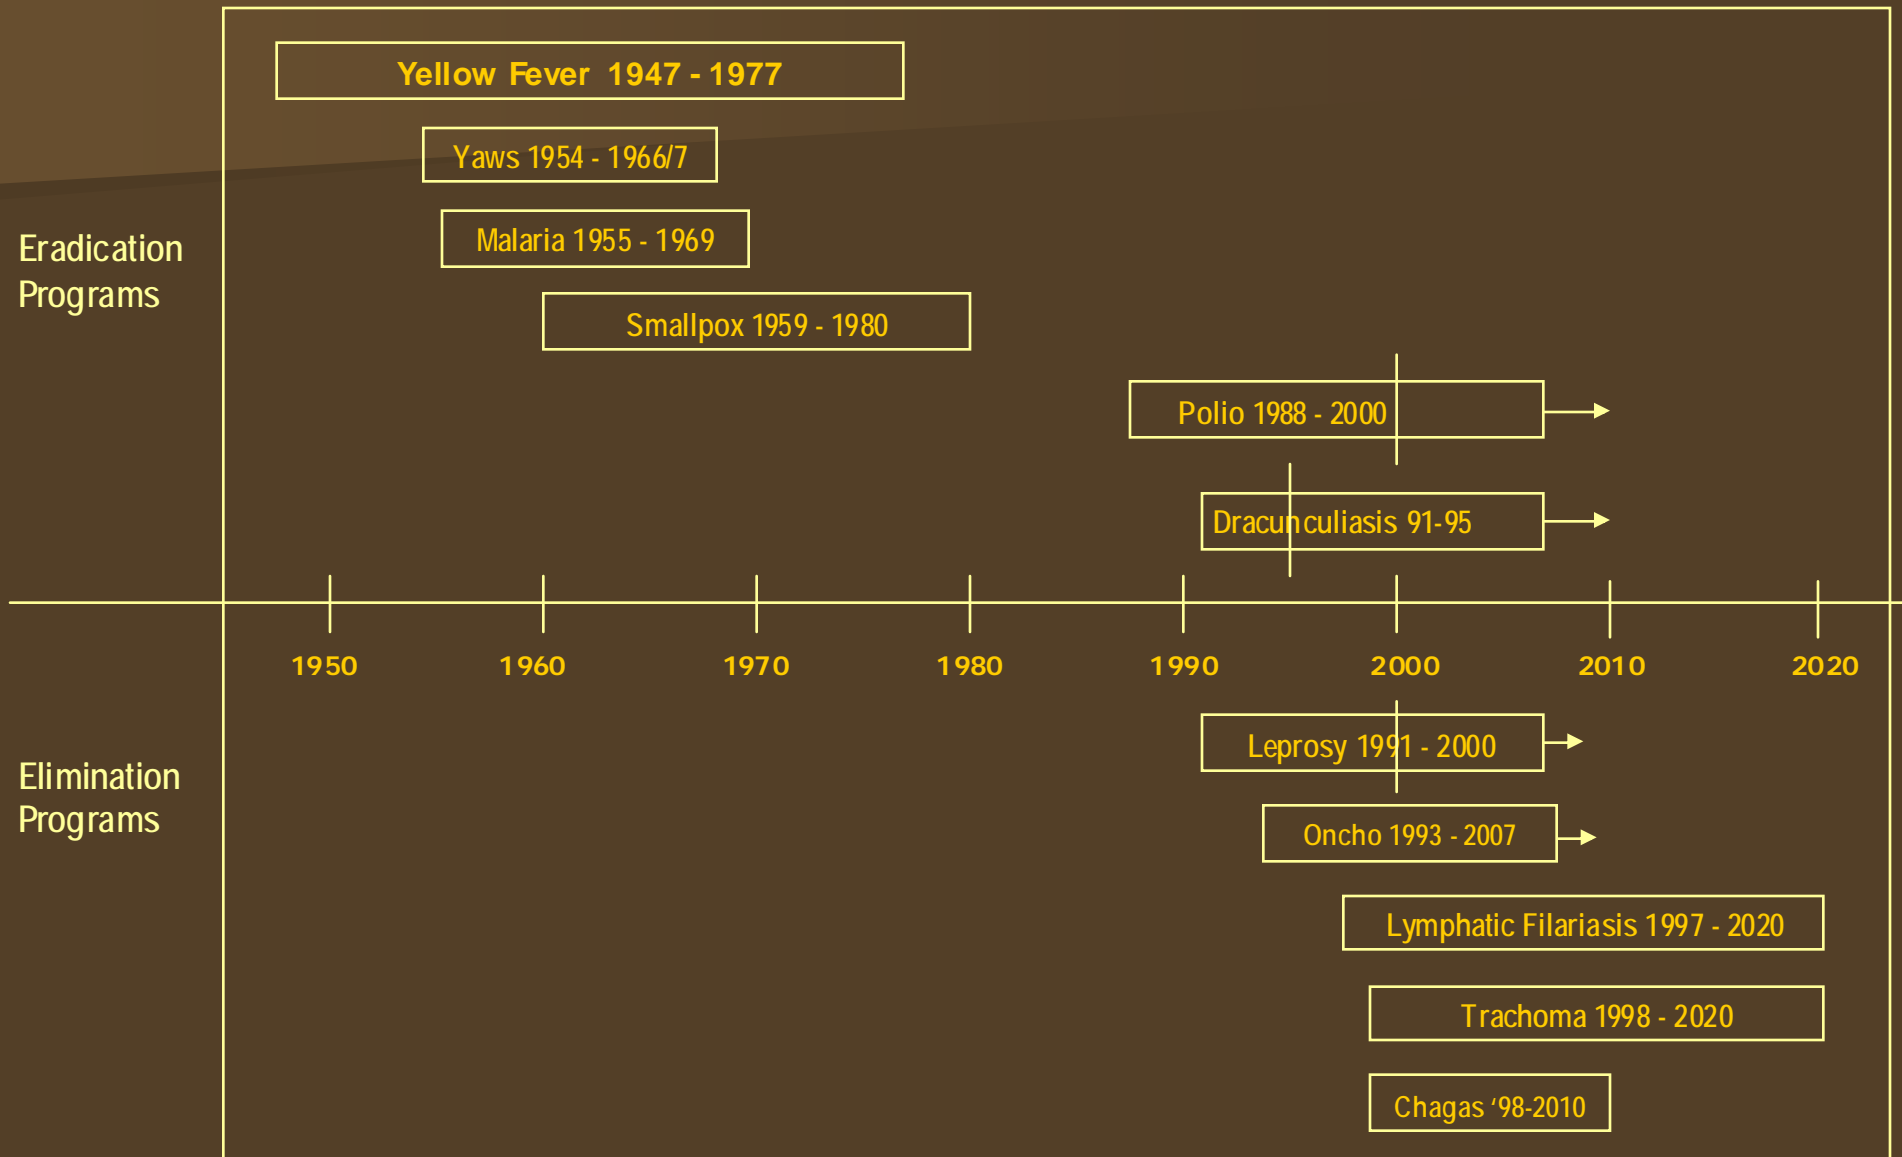 Yellow Fever 1947 - 1977
Yaws 1954 - 1966/7
Malaria 1955 - 1969
Eradication
Programs
Smallpox 1959 - 1980
Polio 1988 - 2000
Dracunculiasis 91-95
1950 1960 1970 1980 1990 2000 2010 2020
Leprosy 1991 - 2000
Elimination
Programs
Oncho 1993 - 2007
Lymphatic Filariasis 1997 - 2020
Trachoma 1998 - 2020
Chagas ‘98-2010